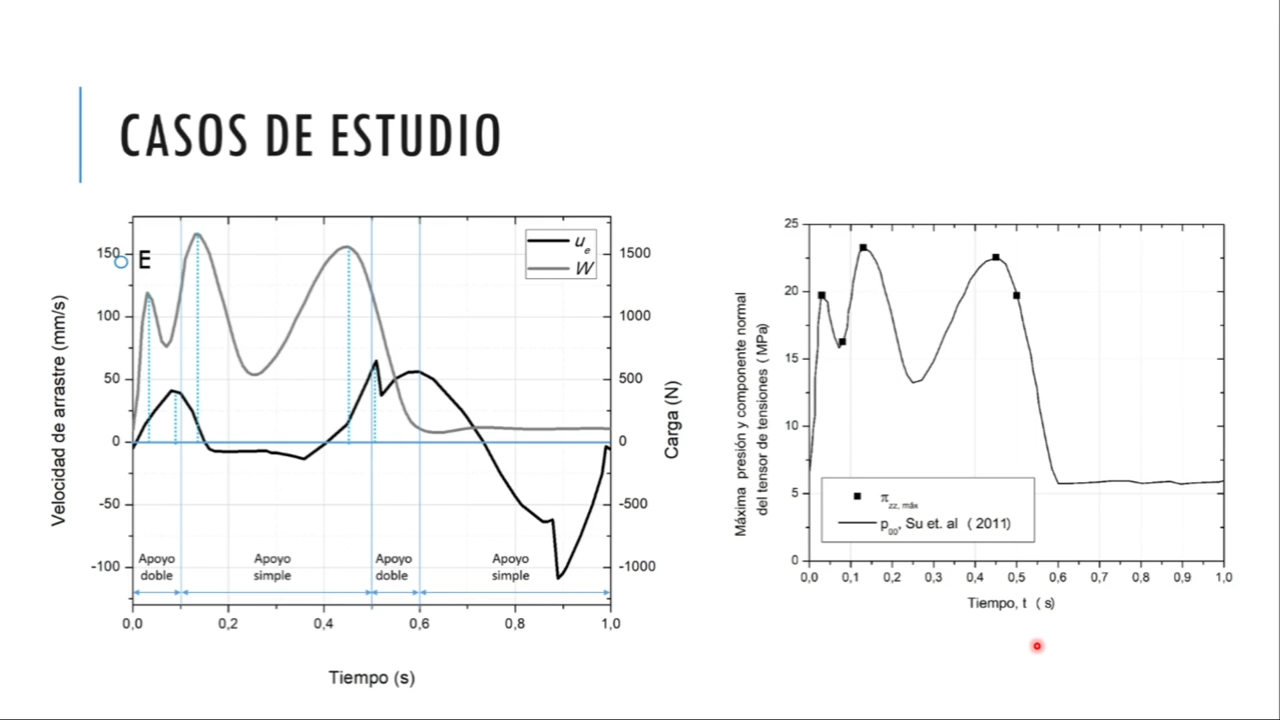 CASOS DE ESTUDIO
E
150
100
50
0
-50
-100
1500
1000
500
0
-500
-1000
u_e
W
Velocidad de arrastre (mm/s)
Carga (N)
Apoyo doble
Apoyo simple
Apoyo doble
Apoyo simple
0,0 0,2 0,4 0,6 0,8 1,0
Tiempo (s)
Máxima presión y componente normal
del tensor de tensiones ( MPa)
25
20
15
10
5
0
π_zz, máx
p_00, Su et. al ( 2011)
0,0 0,1 0,2 0,3 0,4 0,5 0,6 0,7 0,8 0,9 1,0
Tiempo, t ( s)